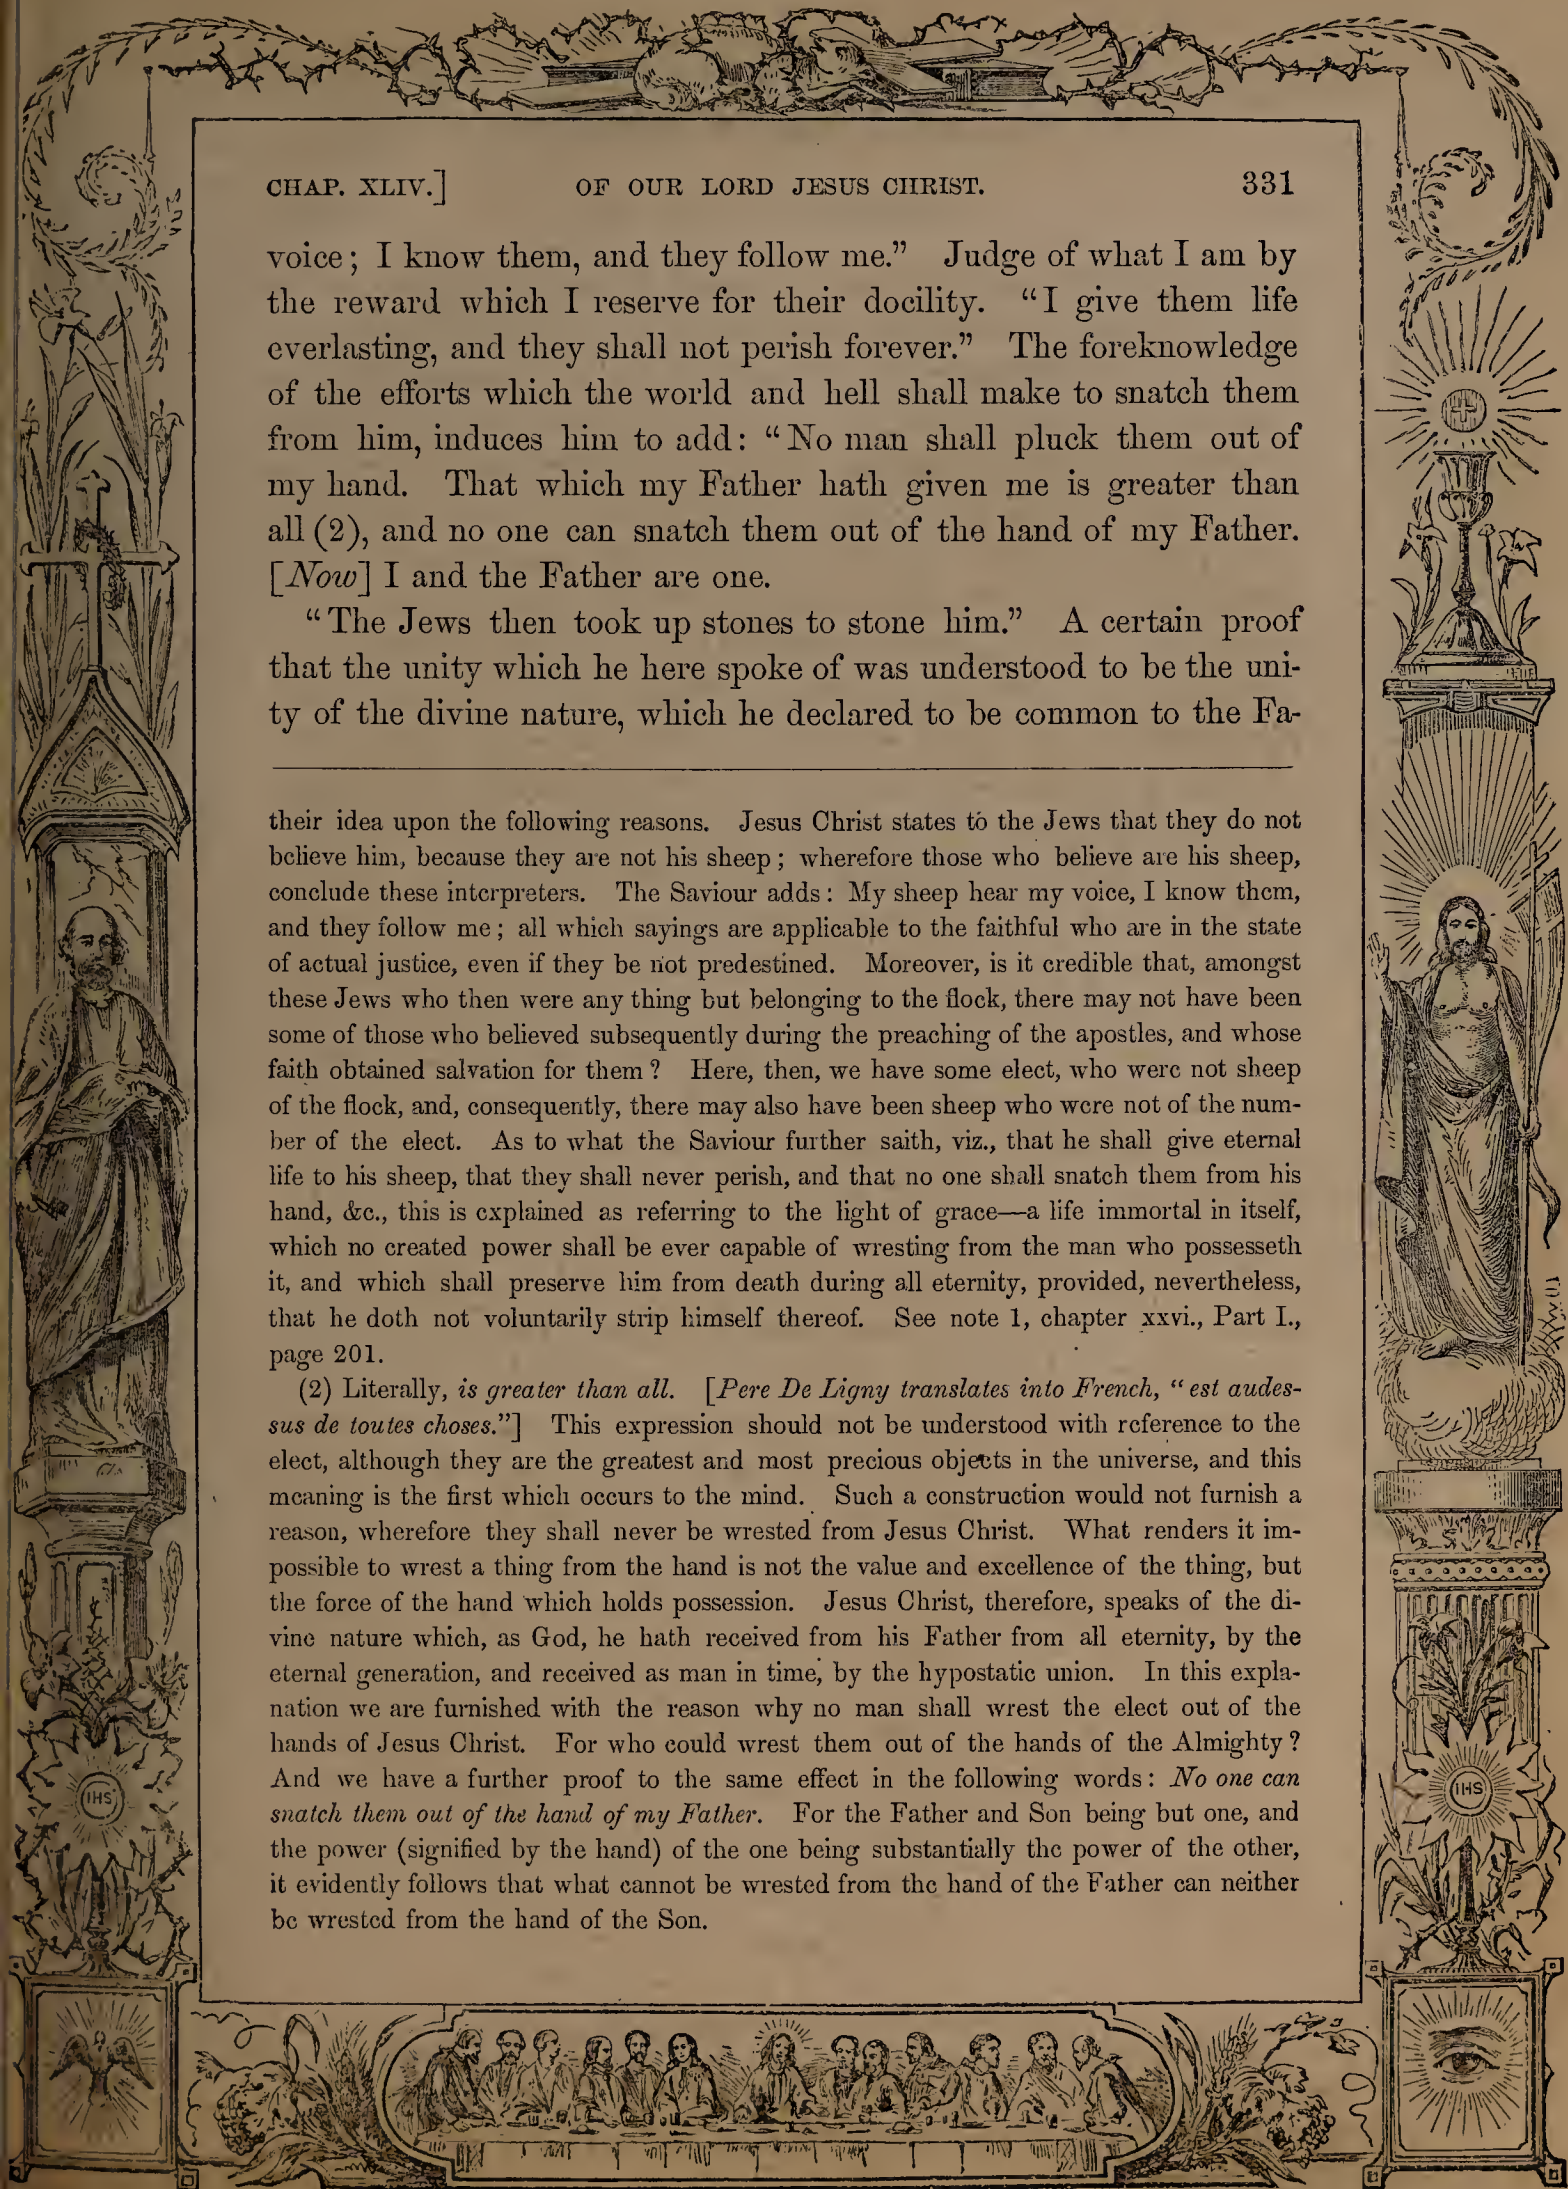 CHAP. XLIV.] OF OUR LORD JESUS CHRIST. 331
voice; I know them, and they follow me.” Judge of what I am by
the reward which I reserve for their docility. “I give them life
everlasting, and they shall not perish forever.” The foreknowledge
of the efforts which the world and hell shall make to snatch them
from him, induces him to add: “No man shall pluck them out of
my hand. That which my Father hath given me is greater than
all (2), and no one can snatch them out of the hand of my Father.
[Now] I and the Father are one.
“The Jews then took up stones to stone him.” A certain proof
that the unity which he here spoke of was understood to be the uni-
ty of the divine nature, which he declared to be common to the Fa-
their idea upon the following reasons. Jesus Christ states to the Jews that they do not
believe him, because they are not his sheep; wherefore those who believe are his sheep,
conclude these interpreters. The Saviour adds: My sheep hear my voice, I know them,
and they follow me; all which sayings are applicable to the faithful who are in the state
of actual justice, even if they be not predestined. Moreover, is it credible that, amongst
these Jews who then were any thing but belonging to the flock, there may not have been
some of those who believed subsequently during the preaching of the apostles, and whose
faith obtained salvation for them? Here, then, we have some elect, who were not sheep
of the flock, and, consequently, there may also have been sheep who were not of the num-
ber of the elect. As to what the Saviour further saith, viz., that he shall give eternal
life to his sheep, that they shall never perish, and that no one shall snatch them from his
hand, &c., this is explained as referring to the light of grace—a life immortal in itself,
which no created power shall be ever capable of wresting from the man who possesseth
it, and which shall preserve him from death during all eternity, provided, nevertheless,
that he doth not voluntarily strip himself thereof. See note 1, chapter xxvi., Part I.,
page 201.
(2) Literally, is greater than all. [Pere De Ligny translates into French, “est audes-
sus de toutes choses.”] This expression should not be understood with reference to the
elect, although they are the greatest and most precious objects in the universe, and this
meaning is the first which occurs to the mind. Such a construction would not furnish a
reason, wherefore they shall never be wrested from Jesus Christ. What renders it im-
possible to wrest a thing from the hand is not the value and excellence of the thing, but
the force of the hand which holds possession. Jesus Christ, therefore, speaks of the di-
vine nature which, as God, he hath received from his Father from all eternity, by the
eternal generation, and received as man in time, by the hypostatic union. In this expla-
nation we are furnished with the reason why no man shall wrest the elect out of the
hands of Jesus Christ. For who could wrest them out of the hands of the Almighty?
And we have a further proof to the same effect in the following words: No one can
snatch them out of the hand of my Father. For the Father and Son being but one, and
the power (signified by the hand) of the one being substantially the power of the other,
it evidently follows that what cannot be wrested from the hand of the Father can neither
be wrested from the hand of the Son.
IHS
IHS